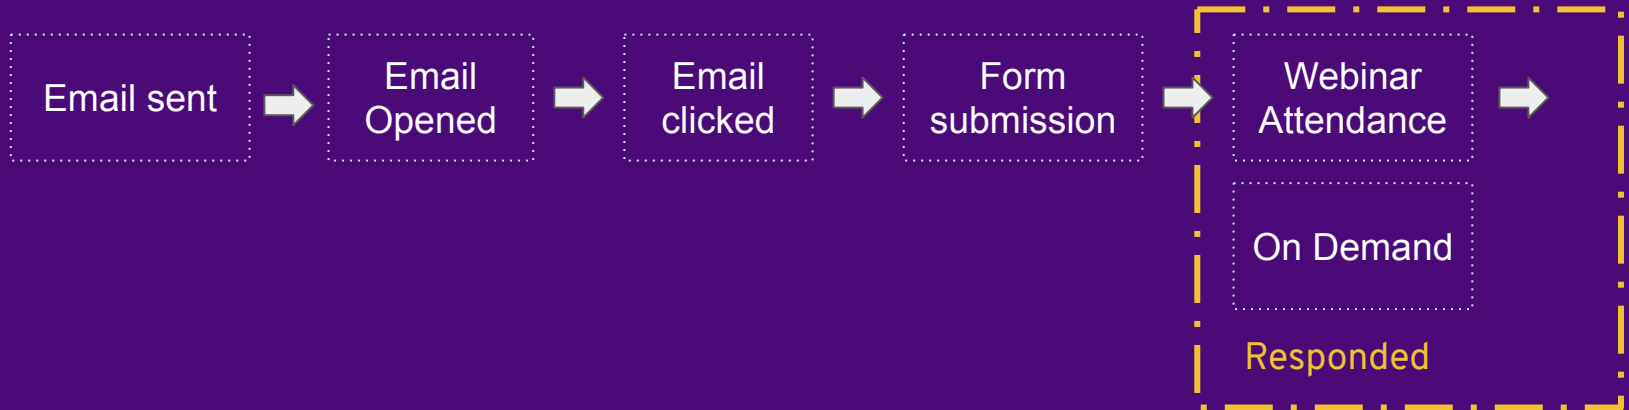 Email sent
Email
Opened
Email
clicked
Form
submission
Webinar
Attendance
On Demand
Responded